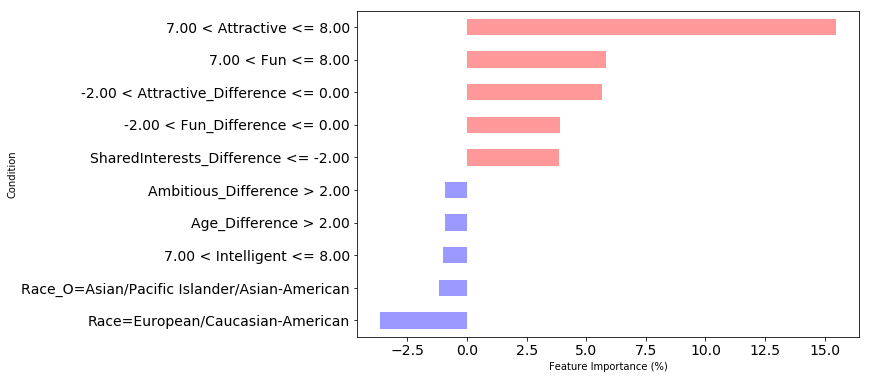 7.00 < Attractive <= 8.00
7.00 < Fun <= 8.00
-2.00 < Attractive_Difference <= 0.00
-2.00 < Fun_Difference <= 0.00
SharedInterests_Difference <= -2.00
Ambitious_Difference > 2.00
Age_Difference > 2.00
7.00 < Intelligent <= 8.00
Race_O=Asian/Pacific Islander/Asian-American
Race=European/Caucasian-American
Condition
−2.5 0.0 2.5 5.0 7.5 10.0 12.5 15.0
Feature Importance (%)